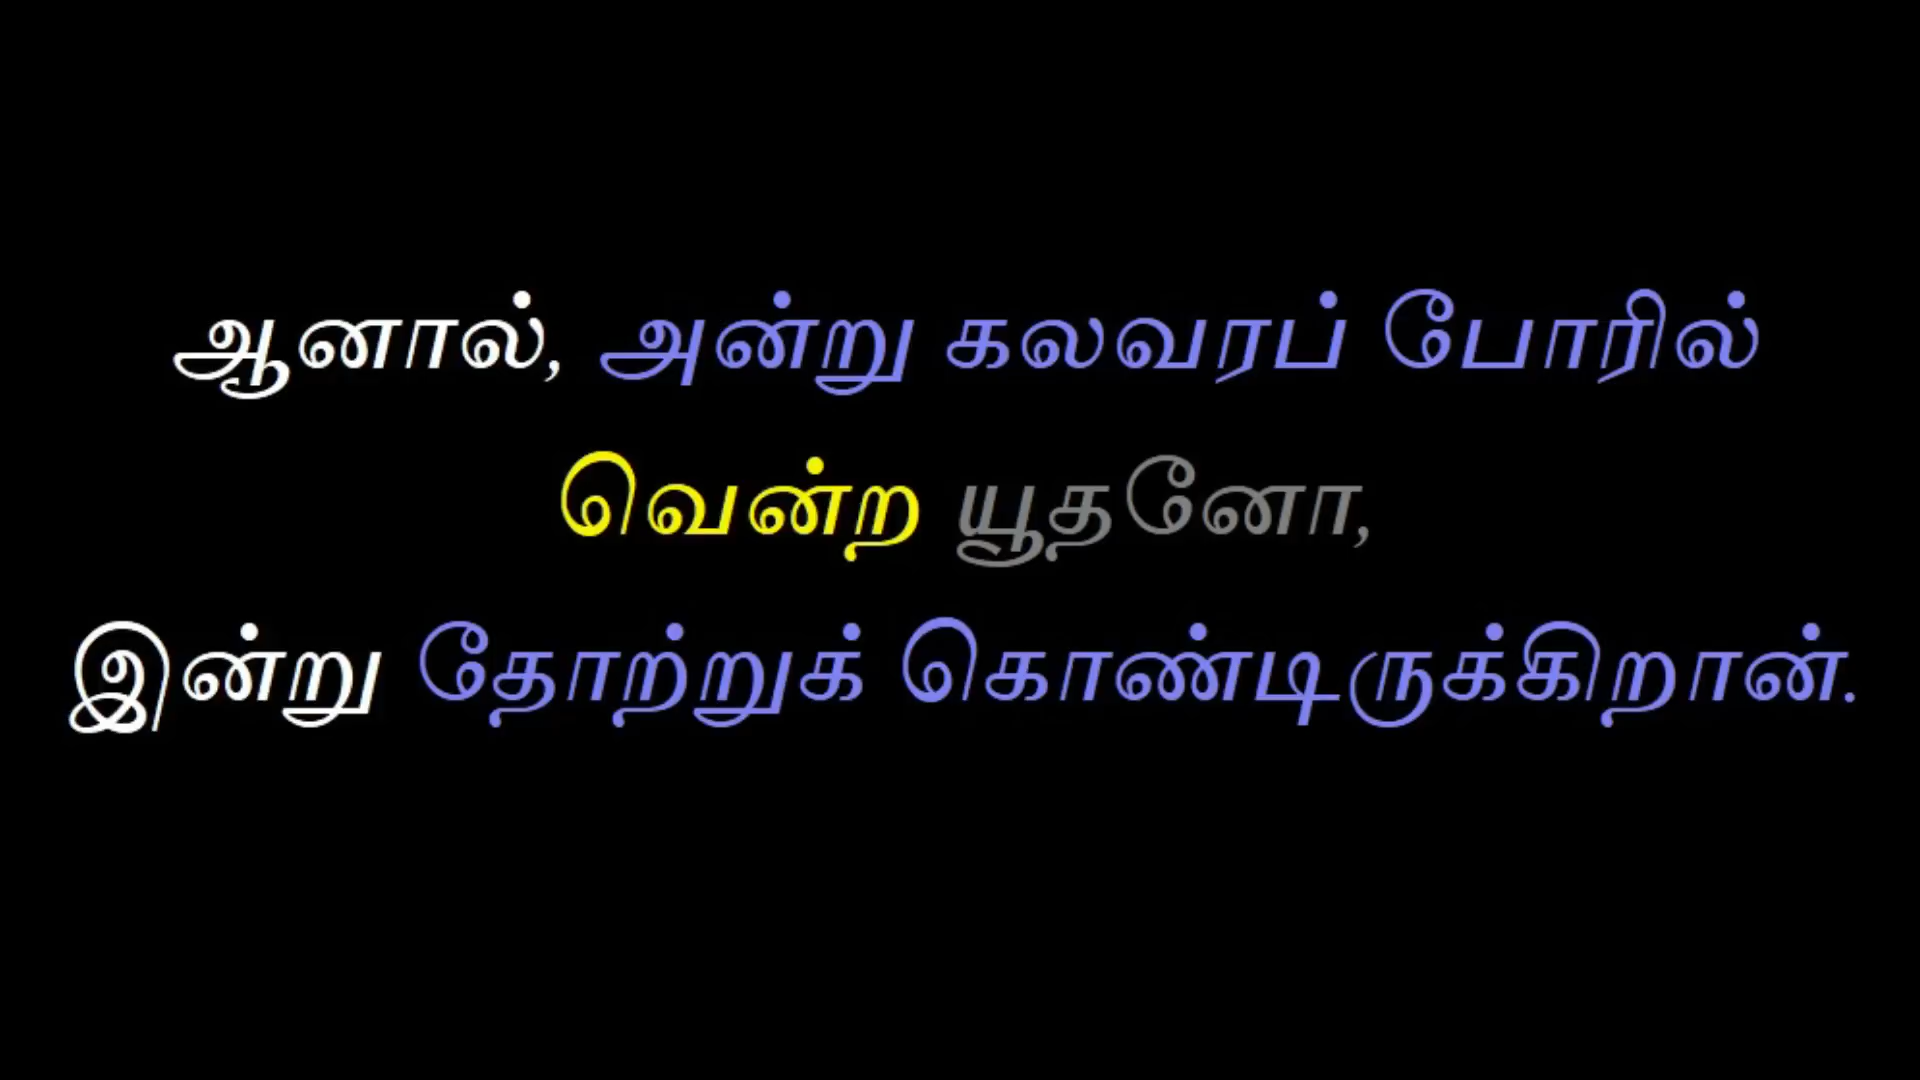 ஆனால், அன்று கலவரப் போரில்
வென்ற யூதனோ,
இன்று தோற்றுக் கொண்டிருக்கிறான்.